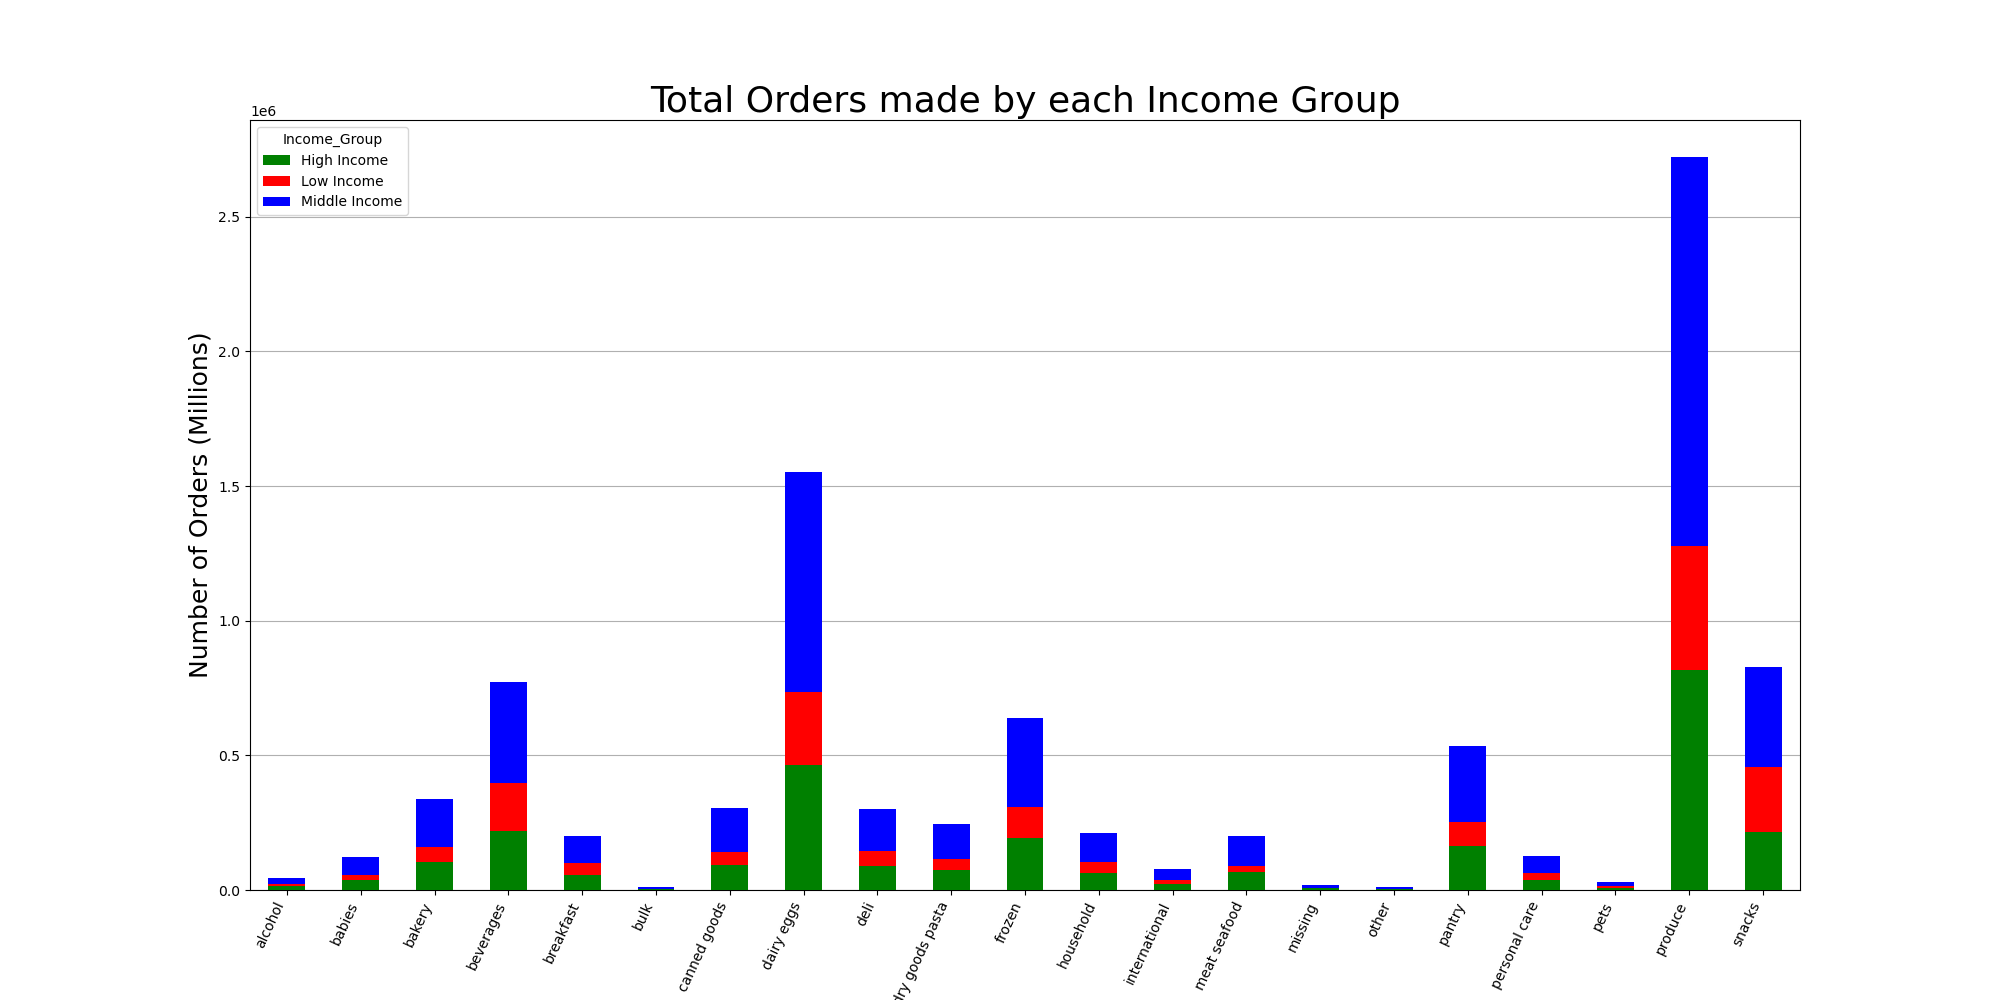 Total Orders made by each Income Group
1e6
Income_Group
High Income
Low Income
Middle Income
2.5
2.0
1.5
1.0
0.5
0.0
Number of Orders (Millions)
alcohol
babies
bakery
beverages
breakfast
bulk
canned goods
dairy eggs
deli
dry goods pasta
frozen
household
international
meat seafood
missing
other
pantry
personal care
pets
produce
snacks